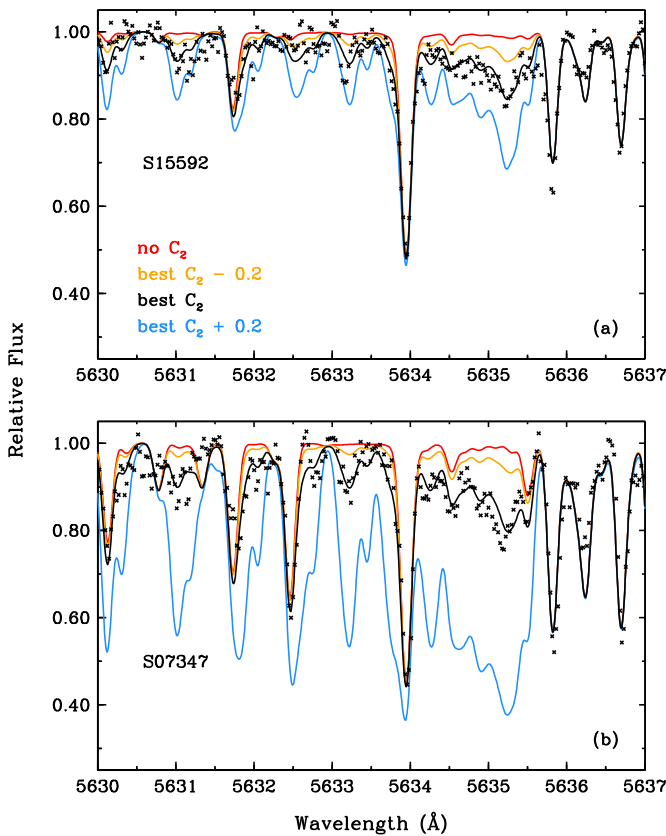 1.00
0.80
0.60
0.40
S15592
no C₂
best C₂ − 0.2
best C₂
best C₂ + 0.2
(a)
5630 5631 5632 5633 5634 5635 5636 5637
Relative Flux
1.00
0.80
0.60
0.40
S07347
(b)
5630 5631 5632 5633 5634 5635 5636 5637
Wavelength (Å)